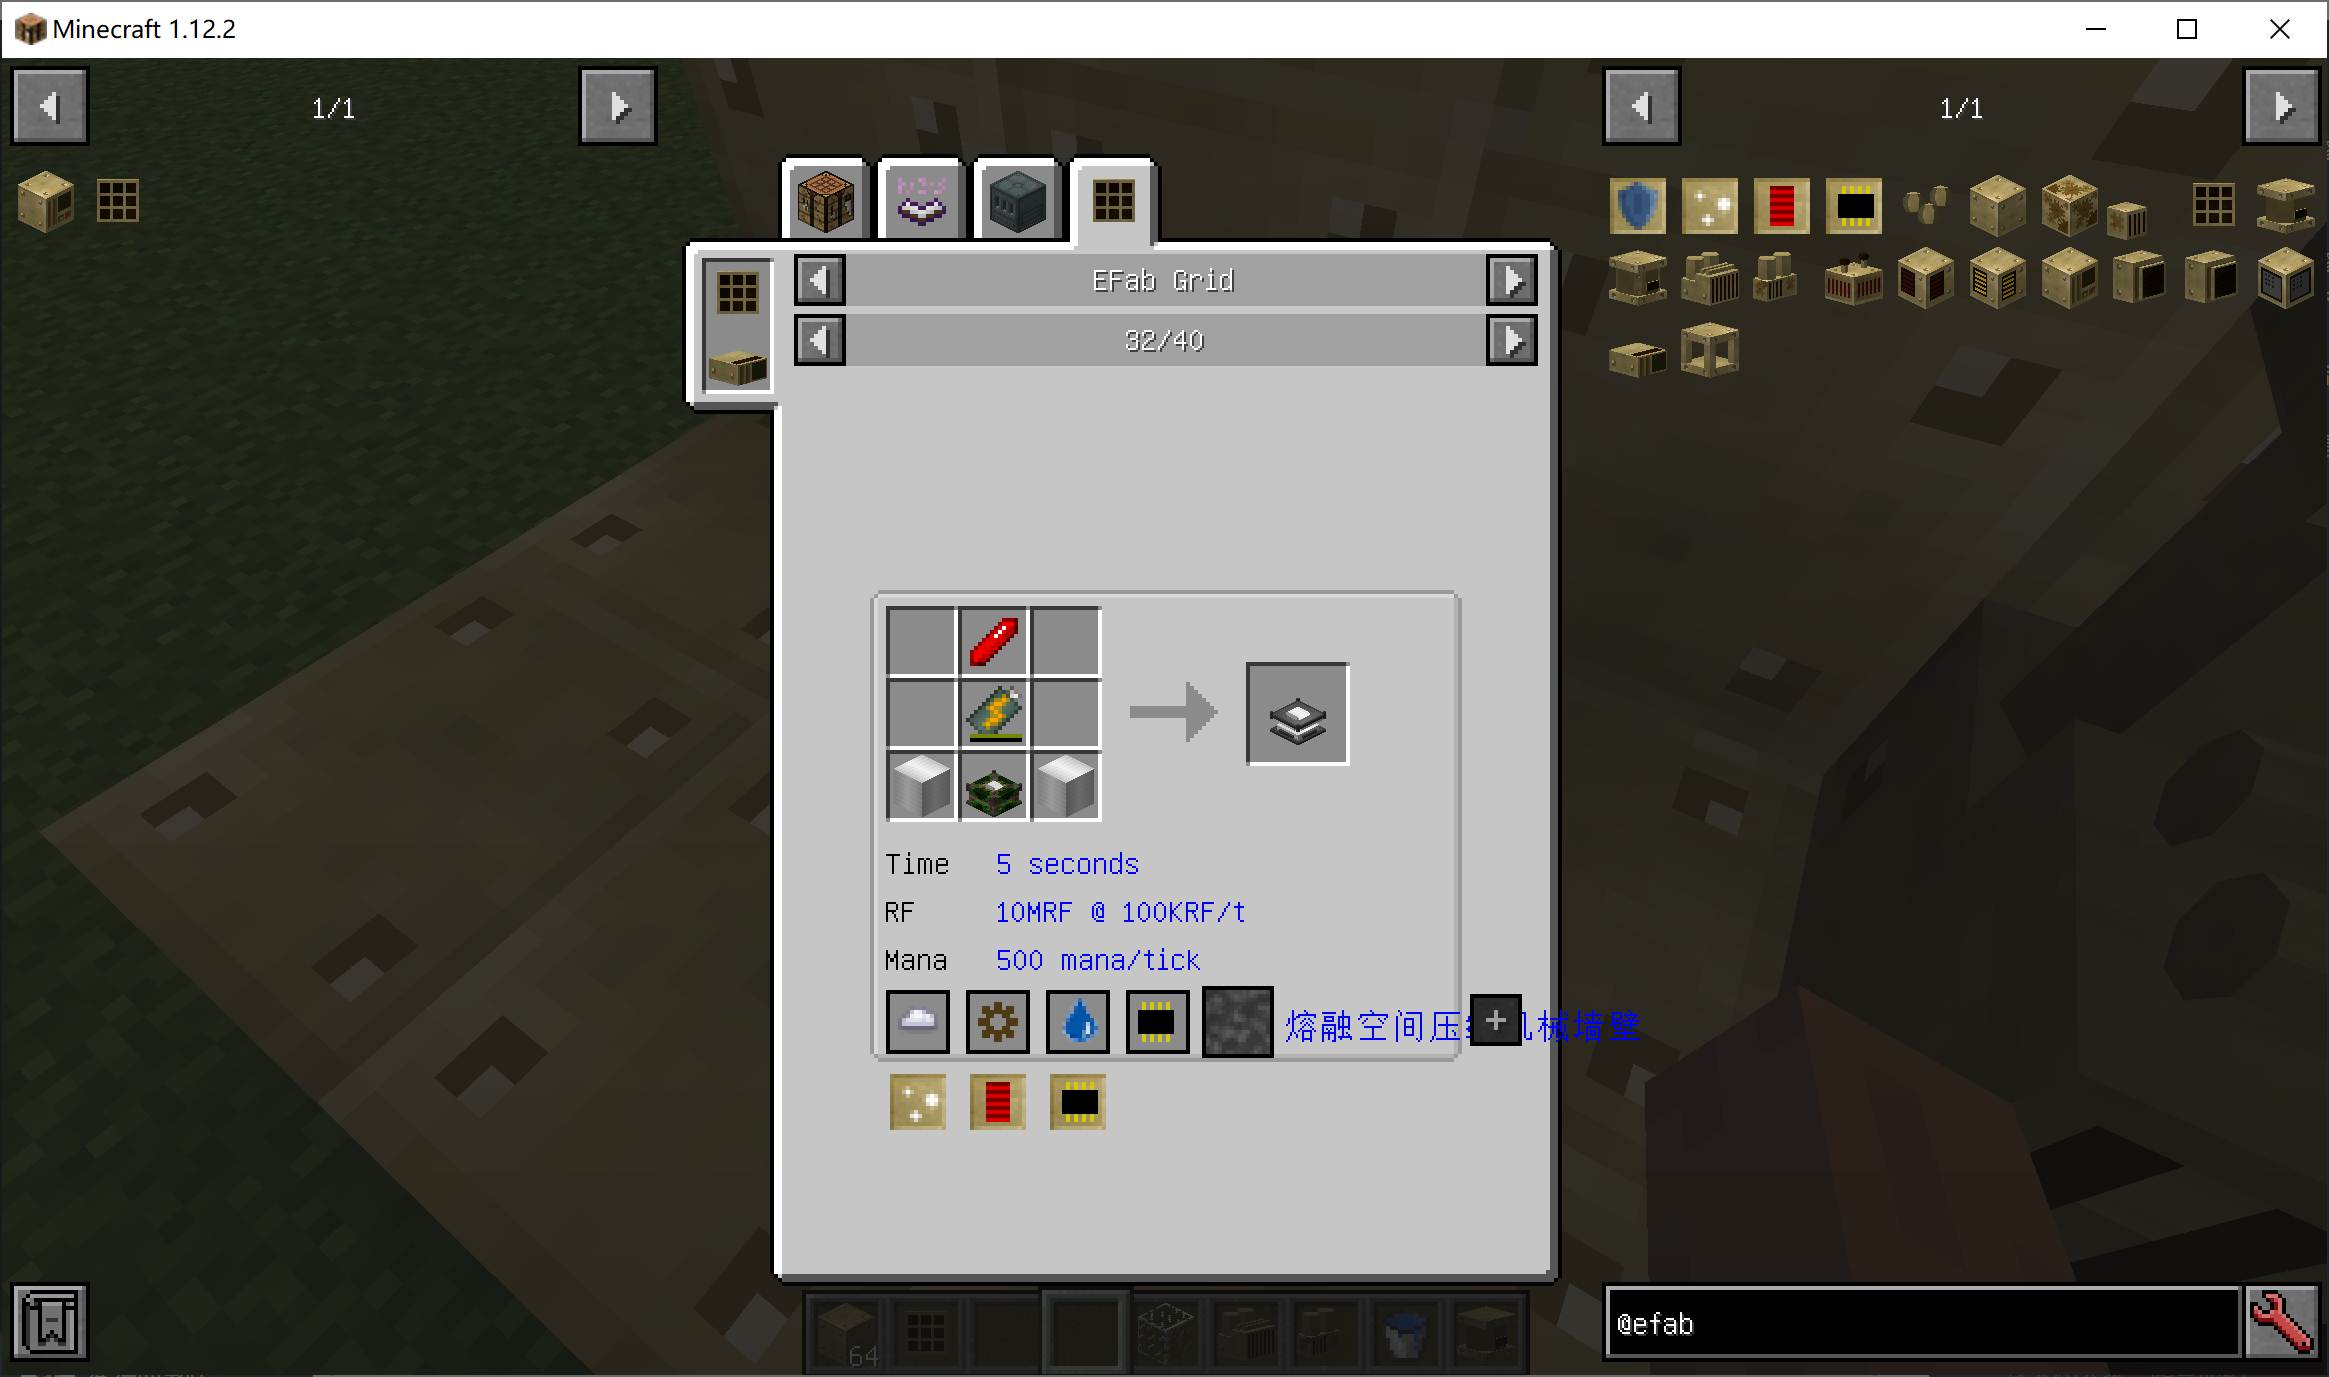 Minecraft 1.12.2
1/1
1/1
EFab Grid
32/40
Time 5 seconds
RF 10MRF @ 100KRF/t
Mana 500 mana/tick
熔融空间压 机械墙壁
+
64
@efab